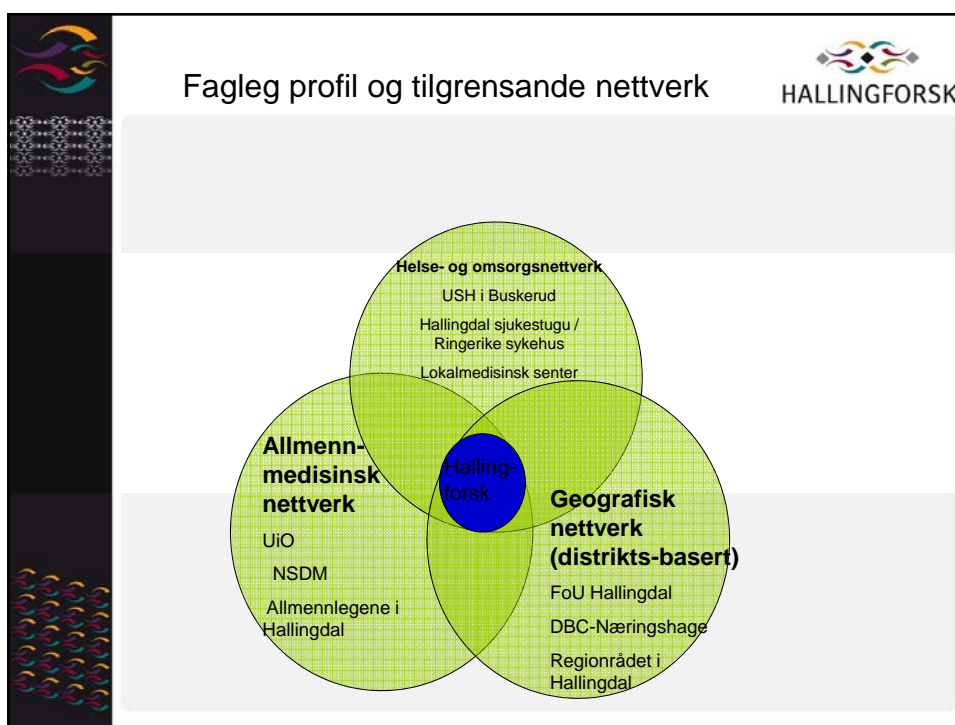 Fagleg profil og tilgrensande nettverk
HALLINGFORSK
Helse- og omsorgsnettverk
USH i Buskerud
Hallingdal sjukestugu /
Ringerike sykehus
Lokalmedisinsk senter
Allmenn-
medisinsk
nettverk
UiO
NSDM
Allmennlegene i
Hallingdal
Halling-
forsk
Geografisk
nettverk
(distrikts-basert)
FoU Hallingdal
DBC-Næringshage
Regionrådet i
Hallingdal